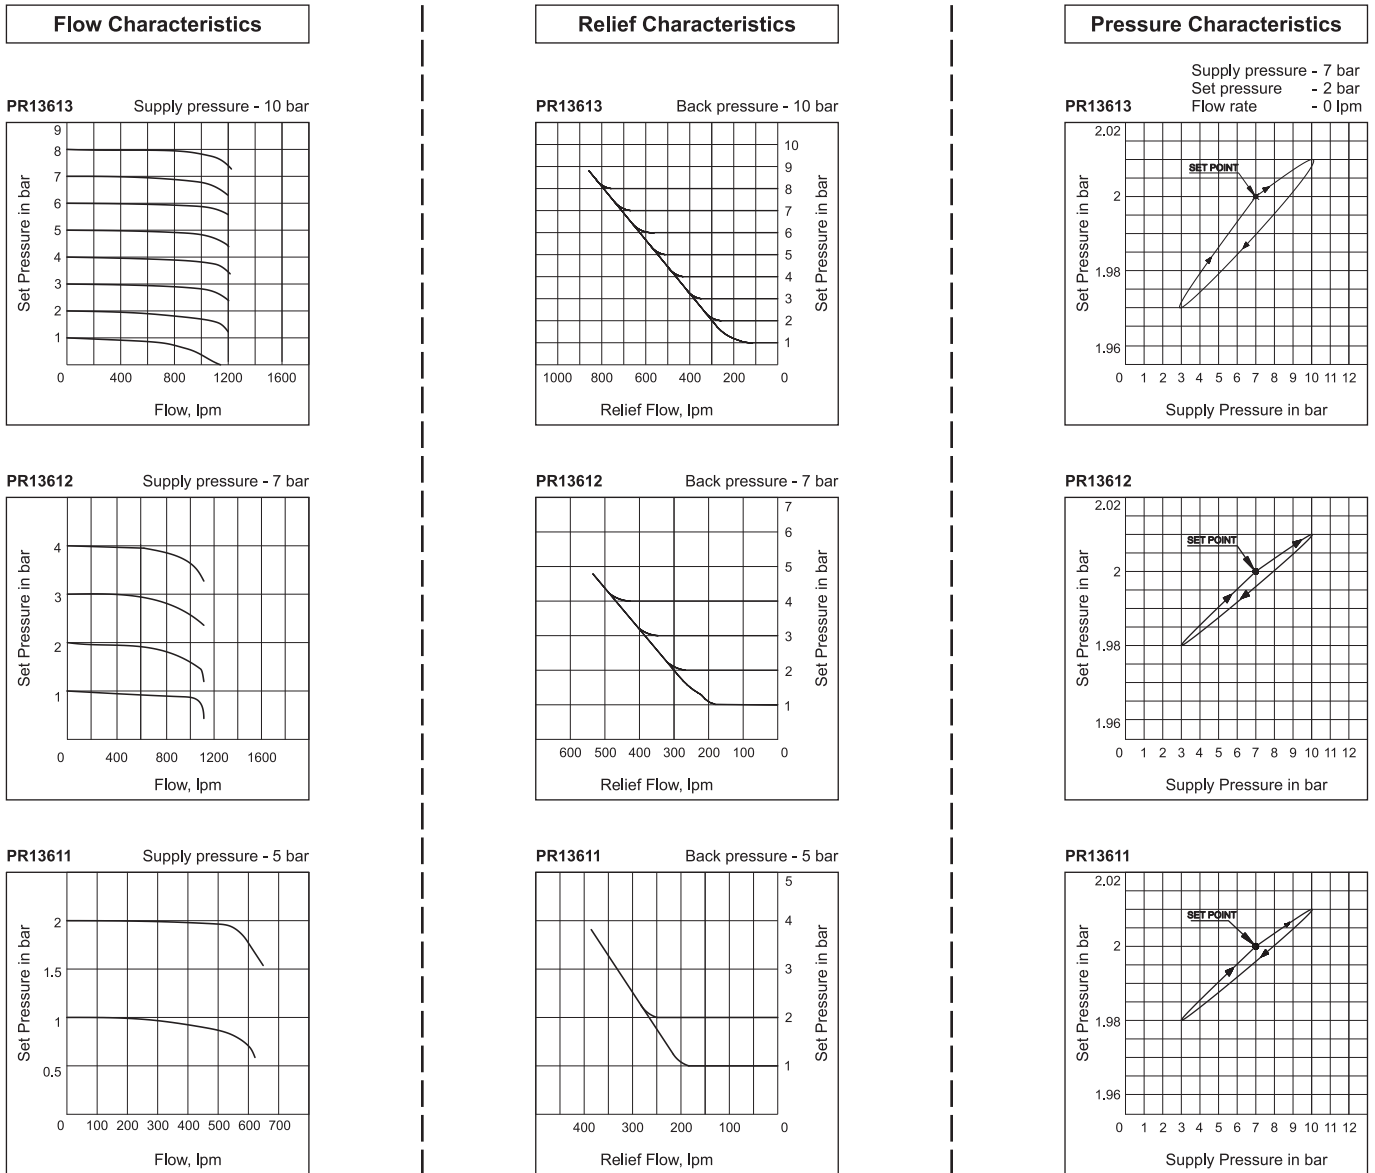 Flow Characteristics
PR13613 Supply pressure - 10 bar
9
8
7
6
5
4
3
2
1
Set Pressure in bar
0 400 800 1200 1600
Flow, lpm
PR13612 Supply pressure - 7 bar
4
3
2
1
Set Pressure in bar
0 400 800 1200 1600
Flow, lpm
PR13611 Supply pressure - 5 bar
2
1.5
1
0.5
Set Pressure in bar
0 100 200 300 400 500 600 700
Flow, lpm
Relief Characteristics
PR13613 Back pressure - 10 bar
10
9
8
7
6
5
4
3
2
1
Set Pressure in bar
1000 800 600 400 200 0
Relief Flow, lpm
PR13612 Back pressure - 7 bar
7
6
5
4
3
2
1
Set Pressure in bar
600 500 400 300 200 100 0
Relief Flow, lpm
PR13611 Back pressure - 5 bar
5
4
3
2
1
Set Pressure in bar
400 300 200 100 0
Relief Flow, lpm
Pressure Characteristics
Supply pressure - 7 bar
Set pressure - 2 bar
PR13613 Flow rate - 0 lpm
2.02
SET POINT
2
1.98
1.96
Set Pressure in bar
0 1 2 3 4 5 6 7 8 9 10 11 12
Supply Pressure in bar
PR13612
2.02
SET POINT
2
1.98
1.96
Set Pressure in bar
0 1 2 3 4 5 6 7 8 9 10 11 12
Supply Pressure in bar
PR13611
2.02
SET POINT
2
1.98
1.96
Set Pressure in bar
0 1 2 3 4 5 6 7 8 9 10 11 12
Supply Pressure in bar